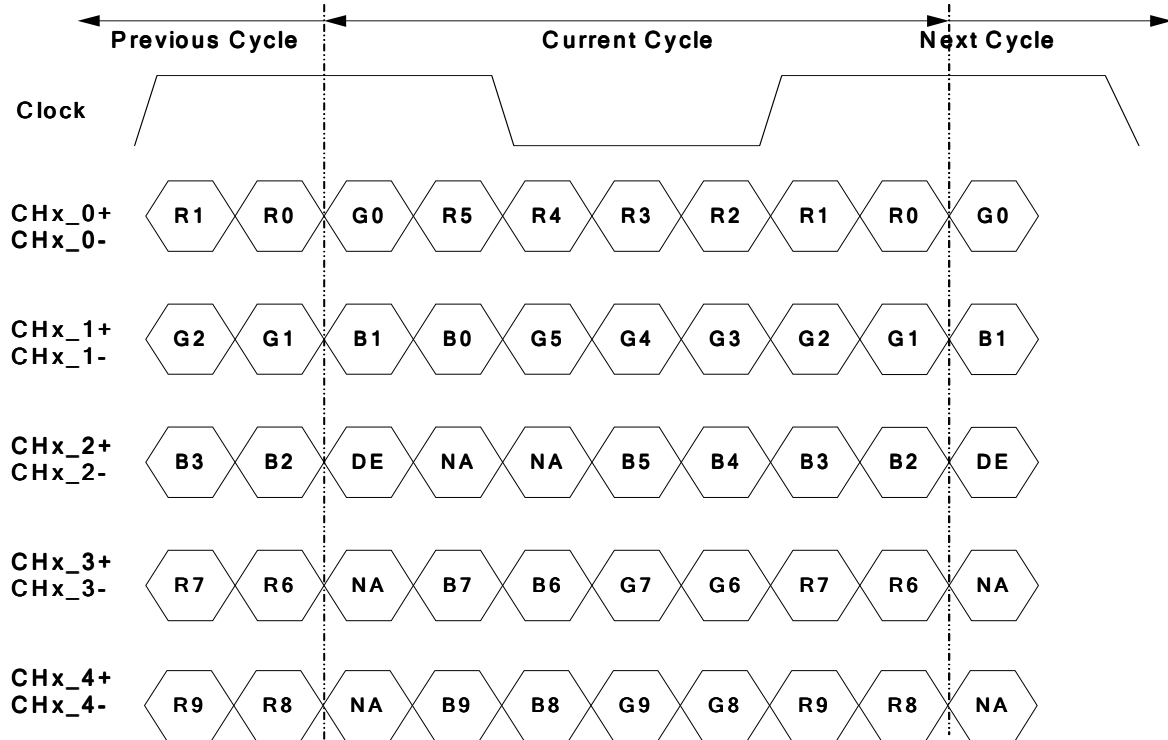 Previous Cycle Current Cycle Next Cycle
Clock
CHx_0+
CHx_0-
R1 R0 G0 R5 R4 R3 R2 R1 R0 G0
CHx_1+
CHx_1-
G2 G1 B1 B0 G5 G4 G3 G2 G1 B1
CHx_2+
CHx_2-
B3 B2 DE NA NA B5 B4 B3 B2 DE
CHx_3+
CHx_3-
R7 R6 NA B7 B6 G7 G6 R7 R6 NA
CHx_4+
CHx_4-
R9 R8 NA B9 B8 G9 G8 R9 R8 NA